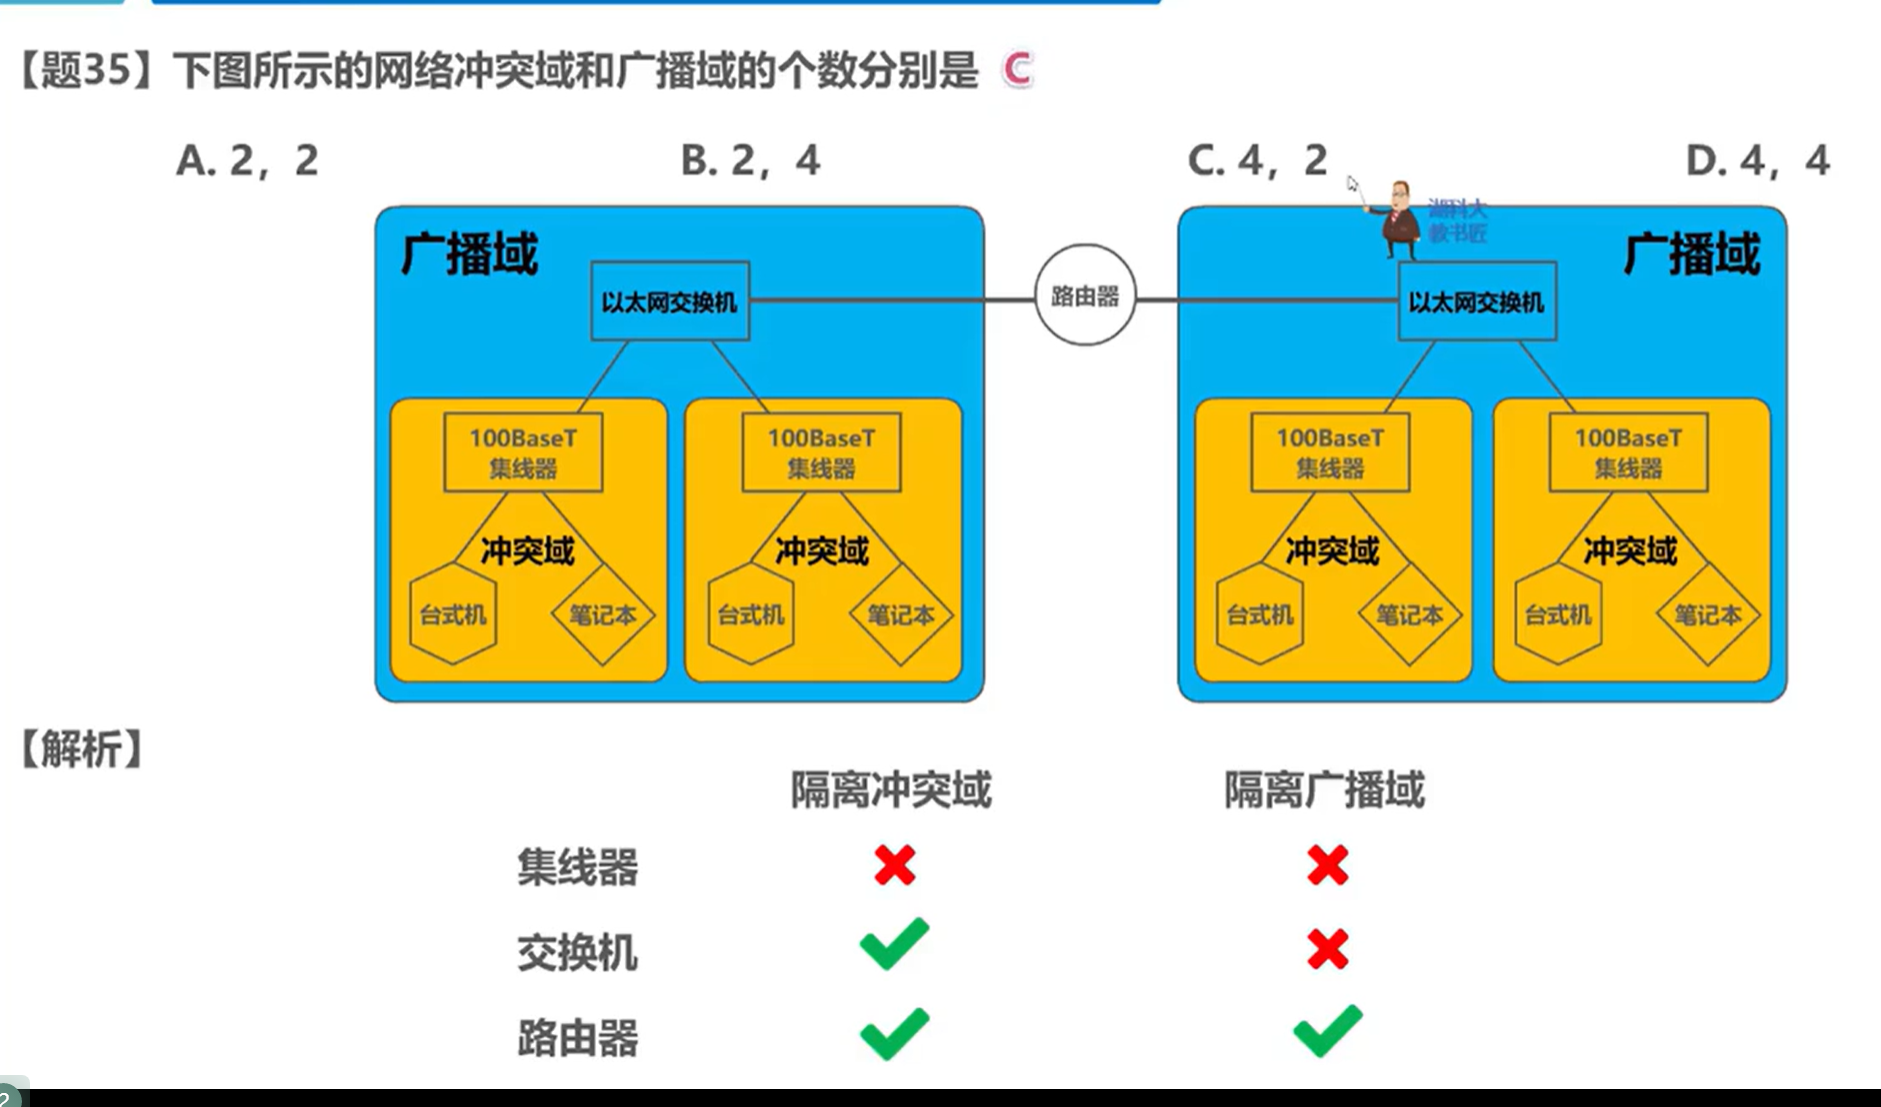 【题35】下图所示的网络冲突域和广播域的个数分别是 C
A. 2，2 B. 2，4 C. 4，2 D. 4，4
湖科大
教书匠
广播域
以太网交换机
路由器
以太网交换机
广播域
100BaseT
集线器
100BaseT
集线器
100BaseT
集线器
100BaseT
集线器
冲突域 冲突域 冲突域 冲突域
台式机 笔记本 台式机 笔记本 台式机 笔记本 台式机 笔记本
【解析】
隔离冲突域 隔离广播域
集线器
交换机
路由器
2